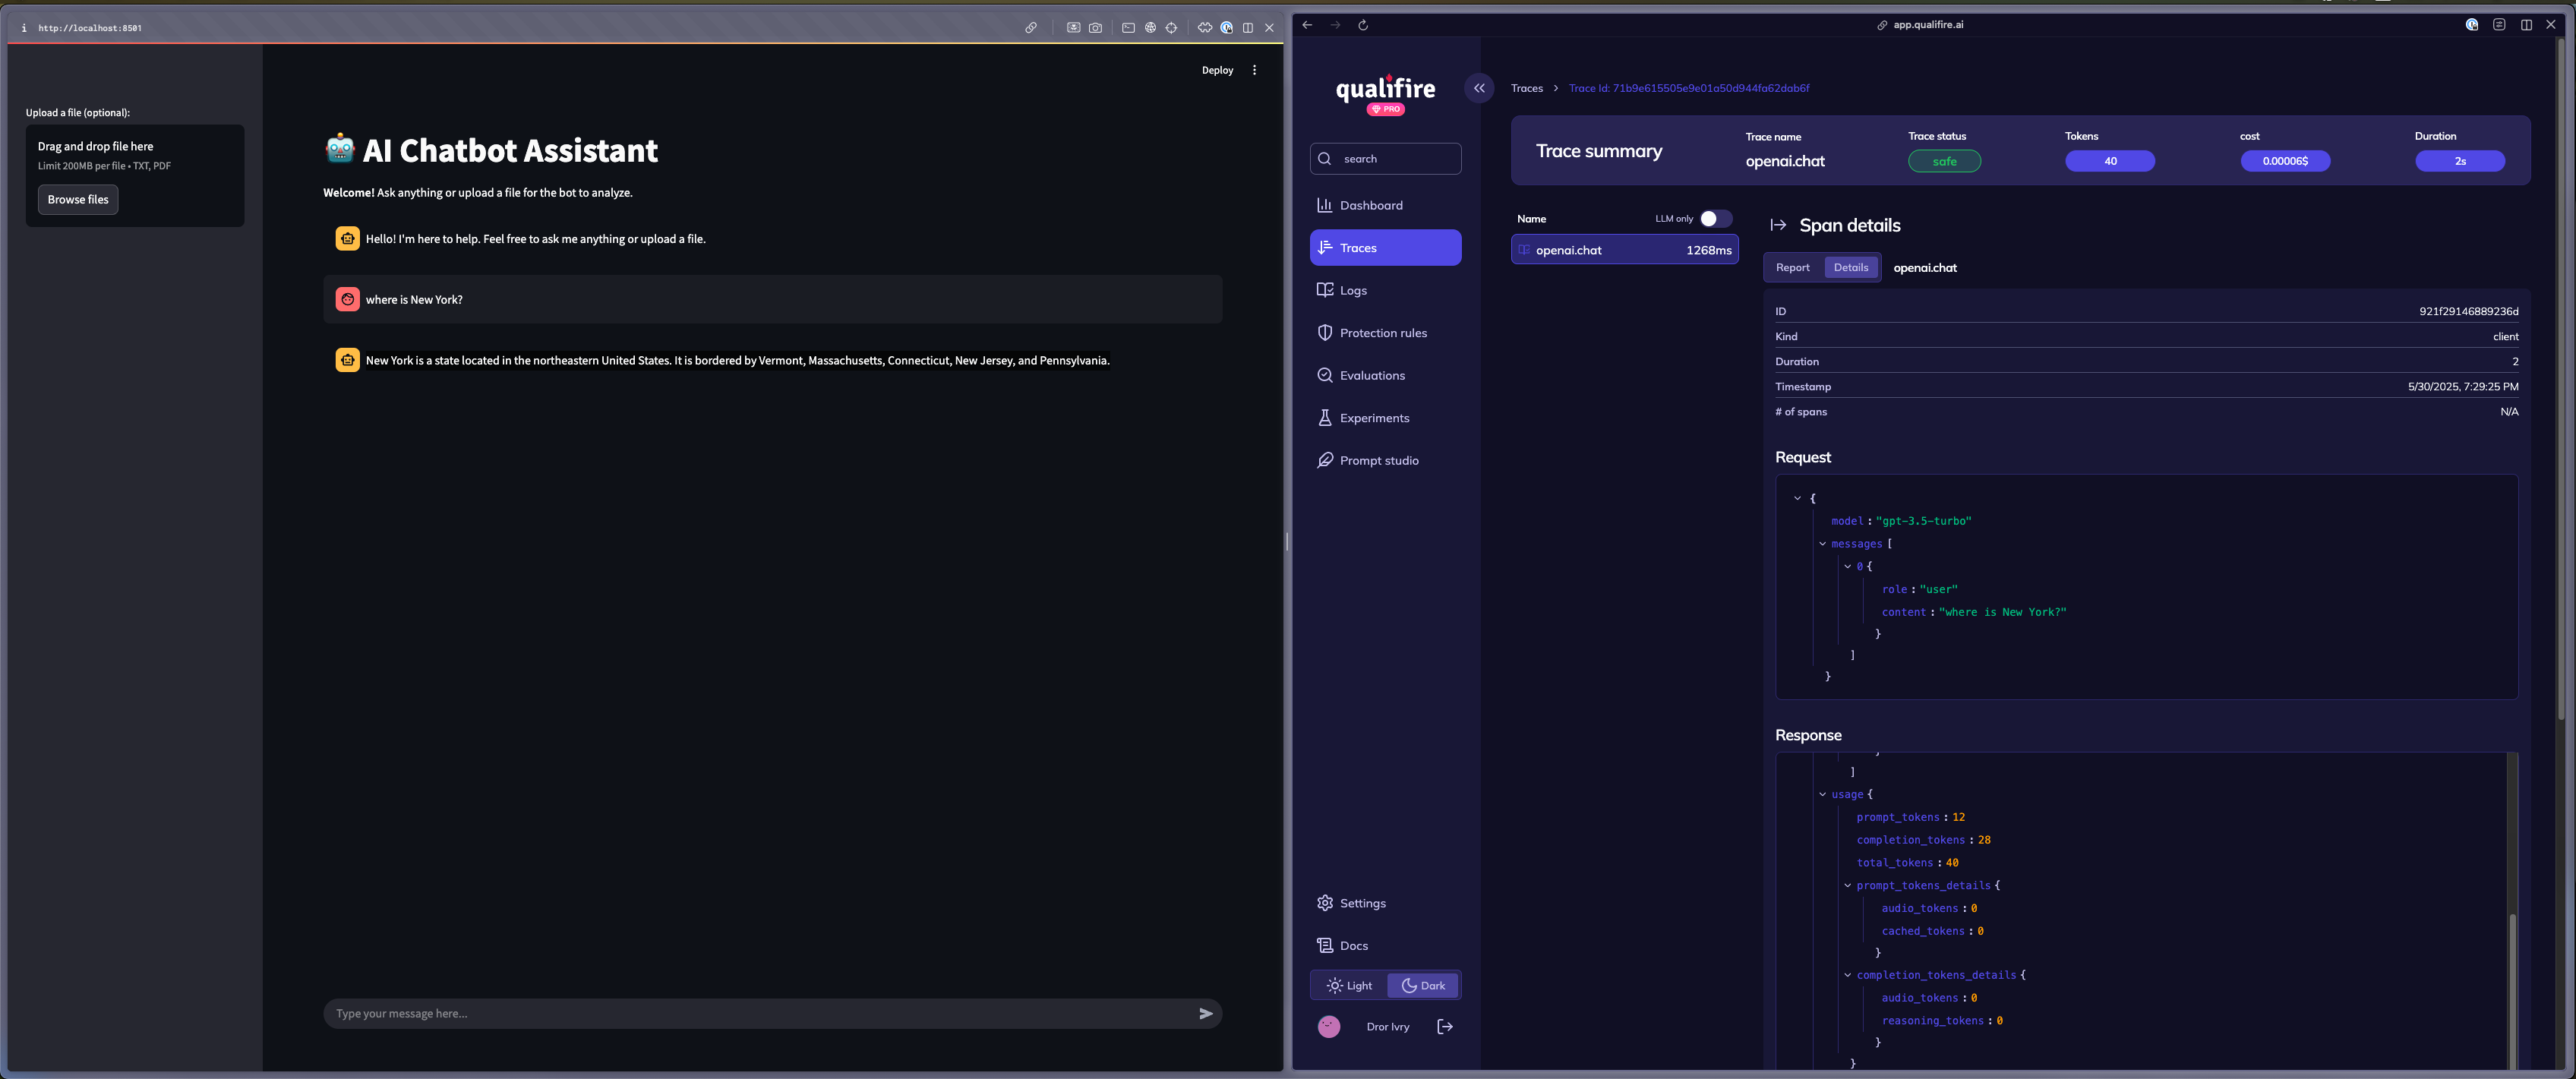 http://localhost:8501
Deploy
Upload a file (optional):
Drag and drop file here
Limit 200MB per file • TXT, PDF
Browse files
AI Chatbot Assistant
Welcome! Ask anything or upload a file for the bot to analyze.
Hello! I'm here to help. Feel free to ask me anything or upload a file.
where is New York?
New York is a state located in the northeastern United States. It is bordered by Vermont, Massachusetts, Connecticut, New Jersey, and Pennsylvania.
Type your message here...
app.qualifire.ai
qualifire
PRO
search
Dashboard
Traces
Logs
Protection rules
Evaluations
Experiments
Prompt studio
Settings
Docs
Light Dark
Dror Ivry
Traces > Trace Id: 71b9e615505e9e01a50d944fa62dab6f
Trace summary
Trace name
openai.chat
Trace status
safe
Tokens
40
cost
0.00006$
Duration
2s
Name LLM only
openai.chat 1268ms
Span details
Report Details openai.chat
ID 921f29146889236d
Kind client
Duration 2
Timestamp 5/30/2025, 7:29:25 PM
# of spans N/A
Request
{
model : "gpt-3.5-turbo"
messages [
0 {
role : "user"
content : "where is New York?"
}
]
}
Response
]
usage {
prompt_tokens : 12
completion_tokens : 28
total_tokens : 40
prompt_tokens_details {
audio_tokens : 0
cached_tokens : 0
}
completion_tokens_details {
audio_tokens : 0
reasoning_tokens : 0
}
}